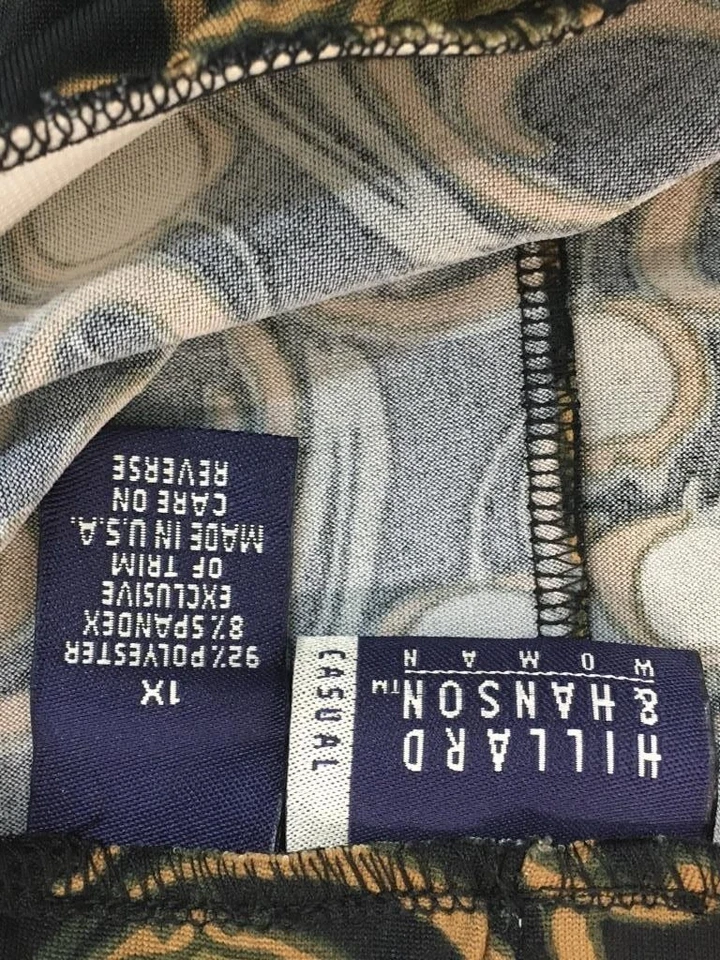 1X
92% POLYESTER
8% SPANDEX
EXCLUSIVE
OF TRIM
MADE IN U.S.A.
CARE ON
REVERSE
HILLARD
& HANSON™
WOMAN
CASUAL